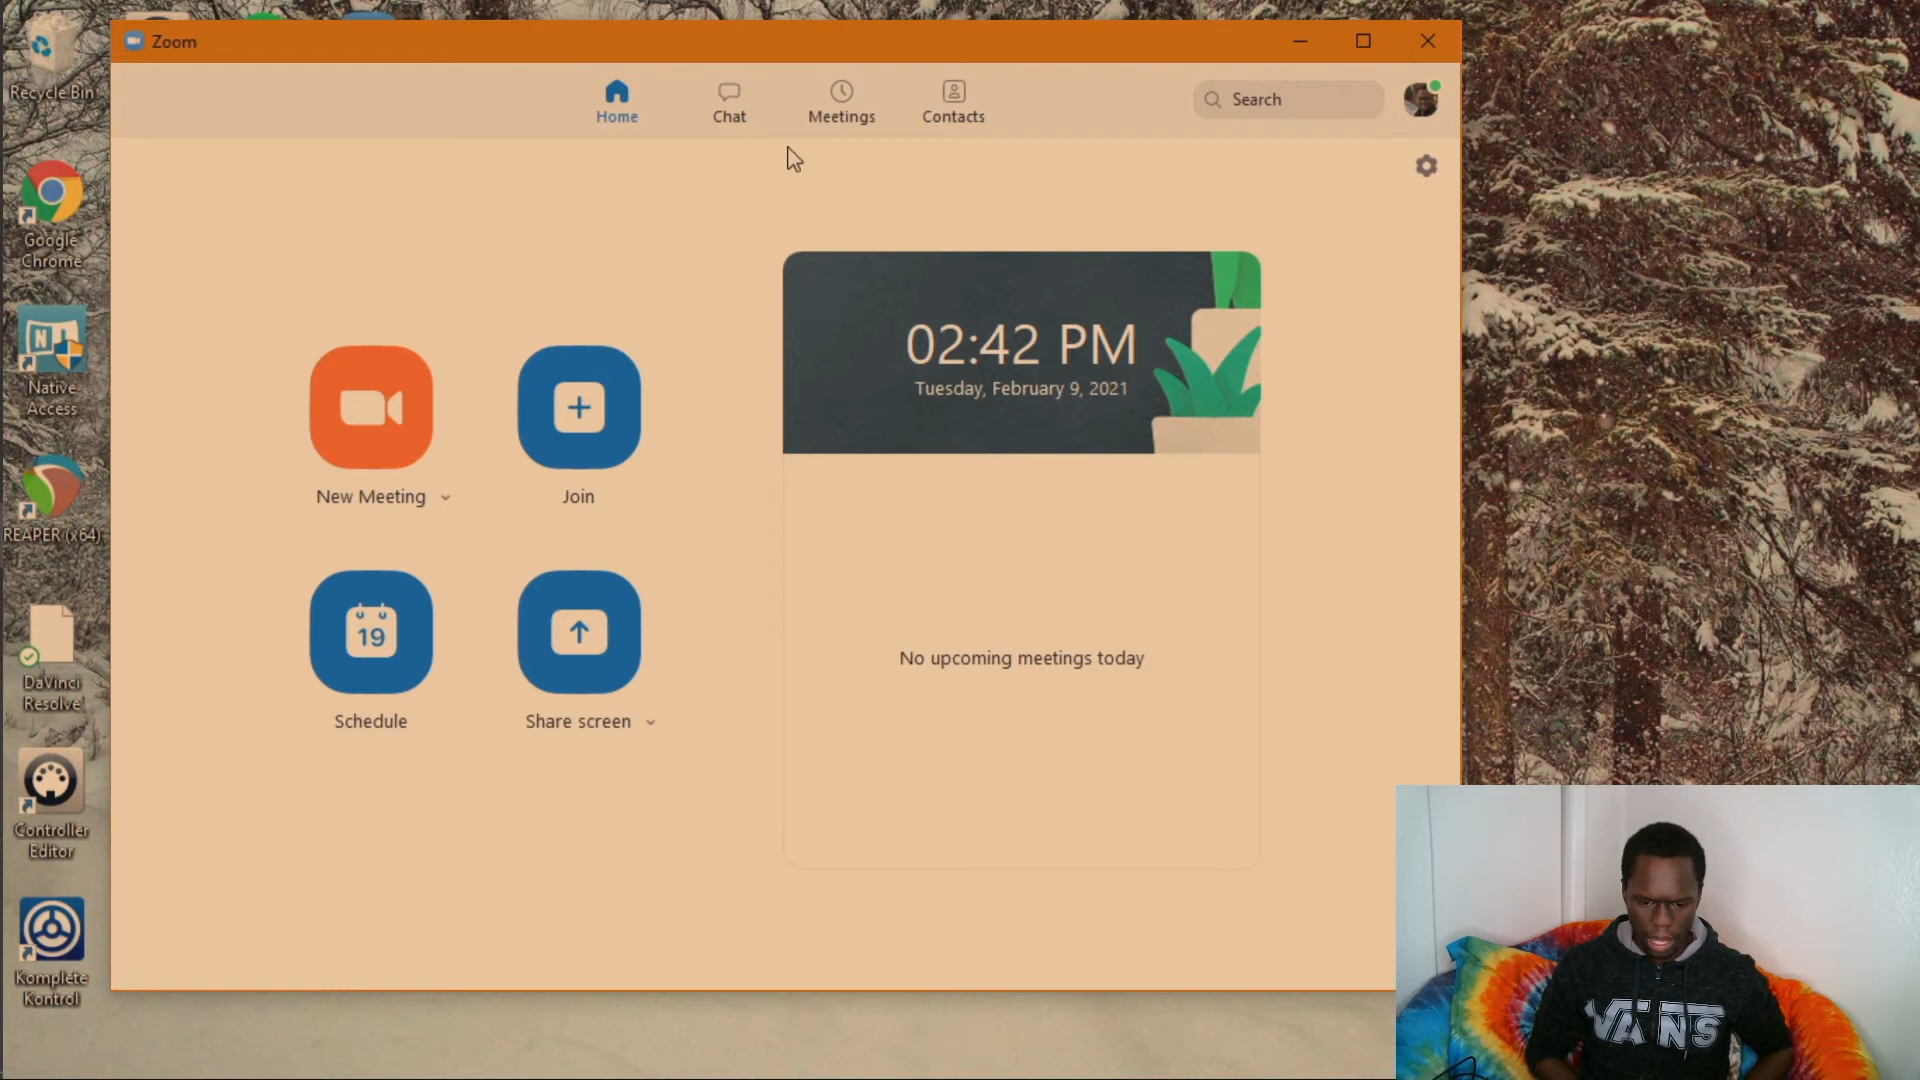 Zoom
Home
Chat
Meetings
Contacts
Search
Recycle Bin
Google
Chrome
Native
Access
REAPER (x64)
DaVinci
Resolve
Controller
Editor
Komplete
Kontrol
02:42 PM
Tuesday, February 9, 2021
New Meeting
Join
19
Schedule
Share screen
No upcoming meetings today
VANS